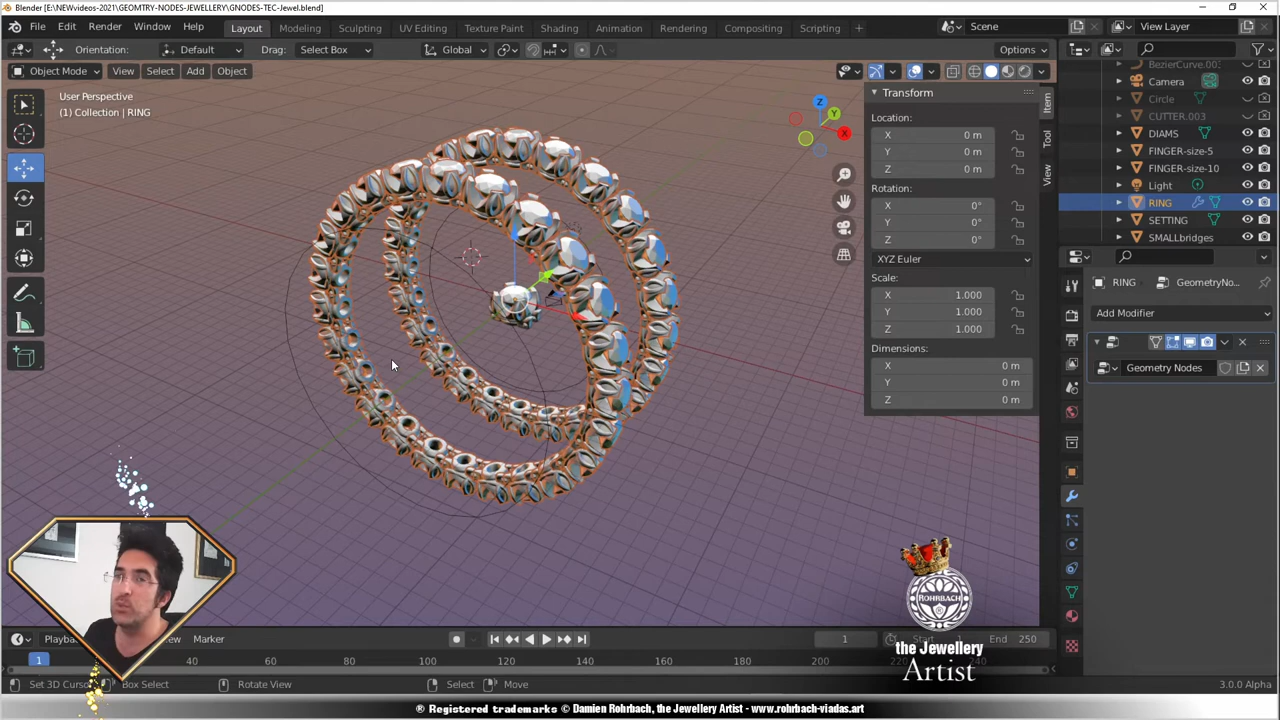 Blender [E:\NEWvideos-2021\GEOMTRY-NODES-JEWELLERY\GNODES-TEC-Jewel.blend]
File Edit Render Window Help
Layout Modeling Sculpting UV Editing Texture Paint Shading Animation Rendering Compositing Scripting +
Scene
View Layer
Orientation: Default Drag: Select Box Global Options
Object Mode View Select Add Object
User Perspective
(1) Collection | RING
Z
Y
X
Transform
Location:
X 0 m
Y 0 m
Z 0 m
Rotation:
X 0°
Y 0°
Z 0°
XYZ Euler
Scale:
X 1.000
Y 1.000
Z 1.000
Dimensions:
X 0 m
Y 0 m
Z 0 m
Item
Tool
View
Camera
Circle
CUTTER.003
DIAMS
FINGER-size-5
FINGER-size-10
Light
RING
SETTING
SMALLbridges
RING GeometryNo...
Add Modifier
Geometry Nodes
ROHRBACH
the Jewellery
Artist
Marker
1 Start 1 End 250
1 40 60 80 100 120 140 160 180 200 220
Box Select Rotate View Select Move 3.0.0 Alpha
® Registered trademarks © Damien Rohrbach, the Jewellery Artist - www.rohrbach-viadas.art